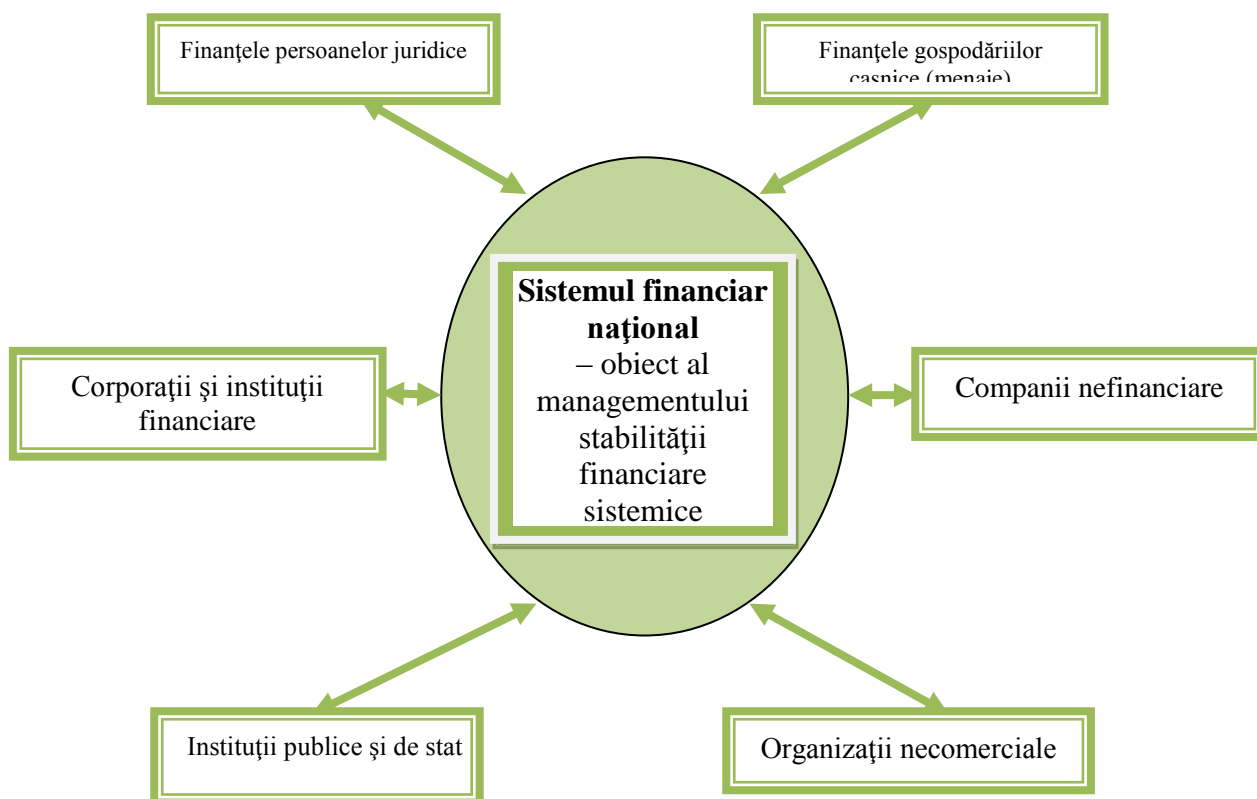 Finanţele persoanelor juridice
Finanţele gospodăriilor
casnice (menaje)
Sistemul financiar
naţional
– obiect al
managementului
stabilităţii
financiare
sistemice
Corporaţii şi instituţii
financiare
Companii nefinanciare
Instituţii publice şi de stat
Organizaţii necomerciale